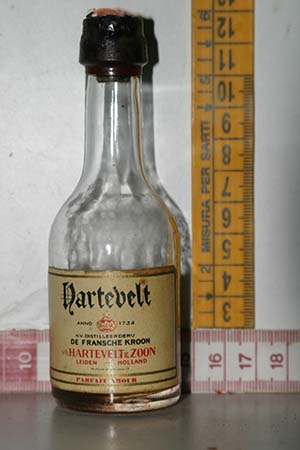 Hartevelt
ANNO 1734
N.V. DISTILLEERDERIJ
DE FRANSCHE KROON
v/h HARTEVELT & ZOON
LEIDEN HOLLAND
PARFAIT AMOUR
MISURA PER SARTI
12
11
10
9
8
7
6
5
4
3
10
15
16
17
18